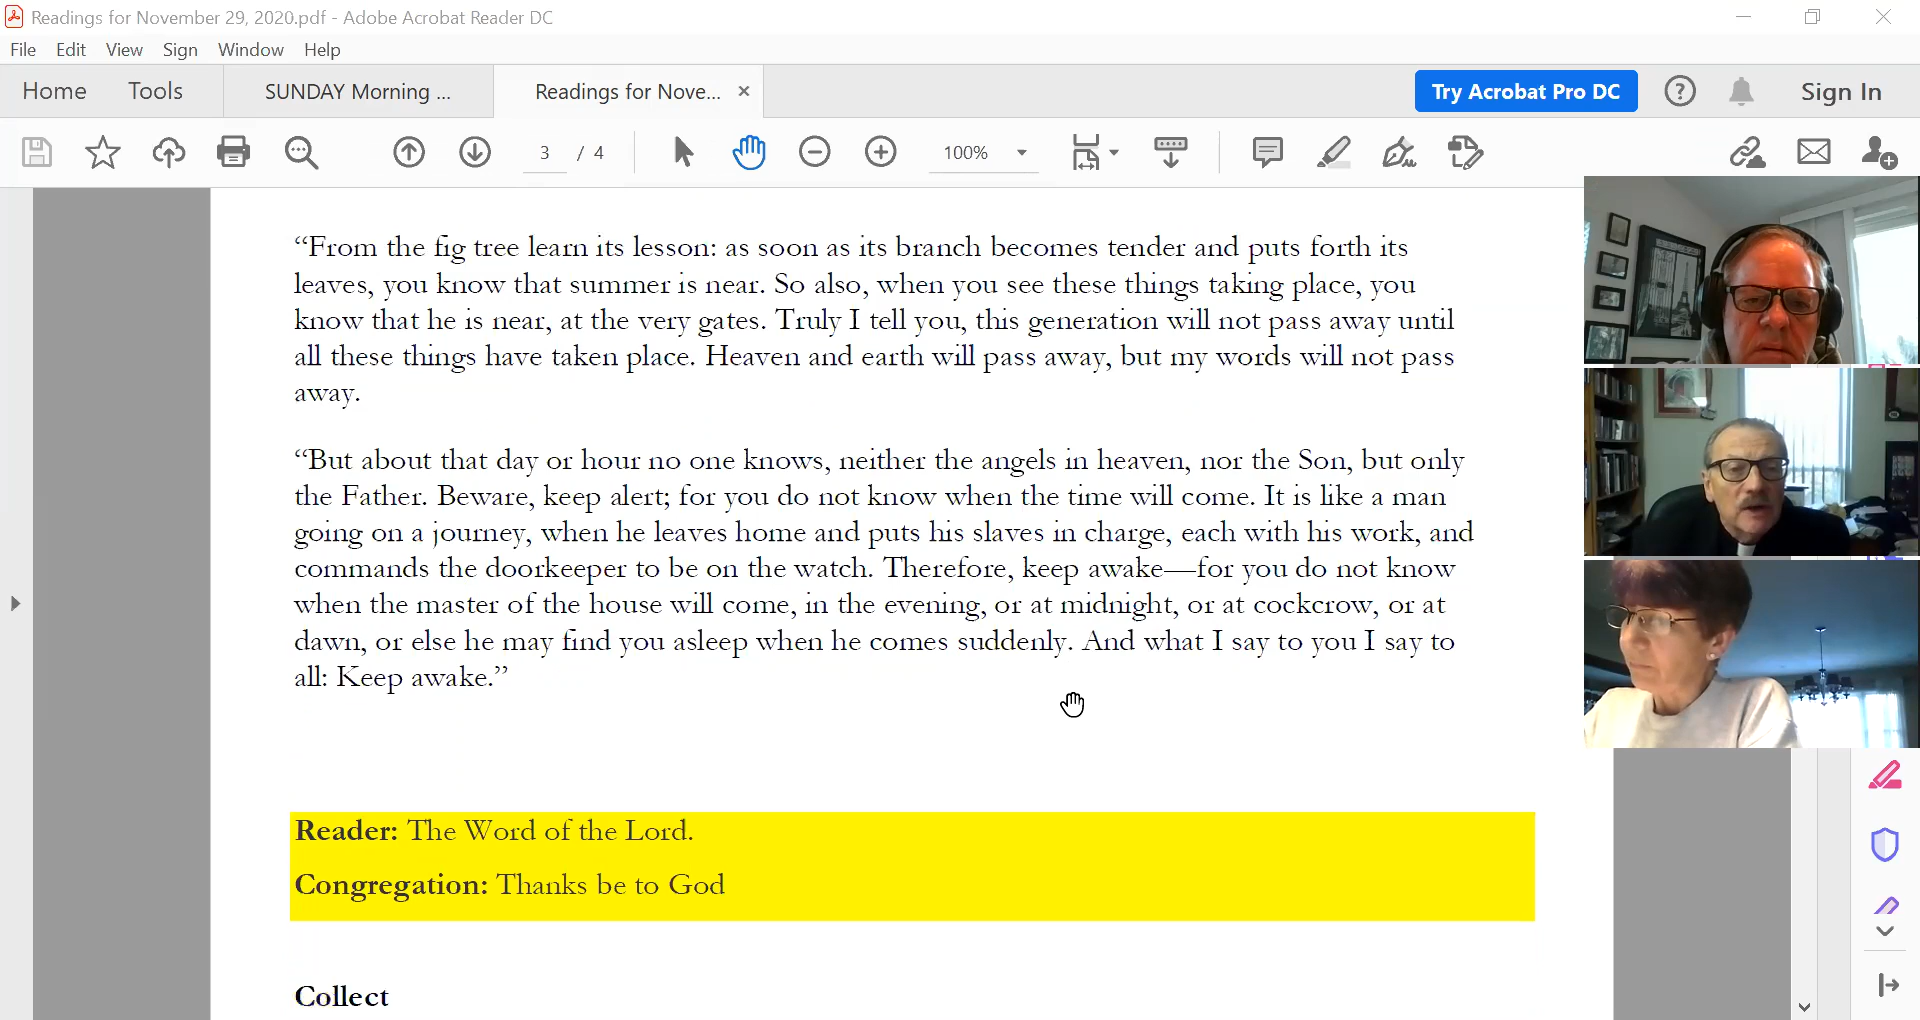 Readings for November 29, 2020.pdf - Adobe Acrobat Reader DC
File Edit View Sign Window Help
Home Tools SUNDAY Morning ... Readings for Nove... × Try Acrobat Pro DC Sign In
3 / 4 100%
“From the fig tree learn its lesson: as soon as its branch becomes tender and puts forth its
leaves, you know that summer is near. So also, when you see these things taking place, you
know that he is near, at the very gates. Truly I tell you, this generation will not pass away until
all these things have taken place. Heaven and earth will pass away, but my words will not pass
away.
“But about that day or hour no one knows, neither the angels in heaven, nor the Son, but only
the Father. Beware, keep alert; for you do not know when the time will come. It is like a man
going on a journey, when he leaves home and puts his slaves in charge, each with his work, and
commands the doorkeeper to be on the watch. Therefore, keep awake—for you do not know
when the master of the house will come, in the evening, or at midnight, or at cockcrow, or at
dawn, or else he may find you asleep when he comes suddenly. And what I say to you I say to
all: Keep awake.”
Reader: The Word of the Lord.
Congregation: Thanks be to God
Collect